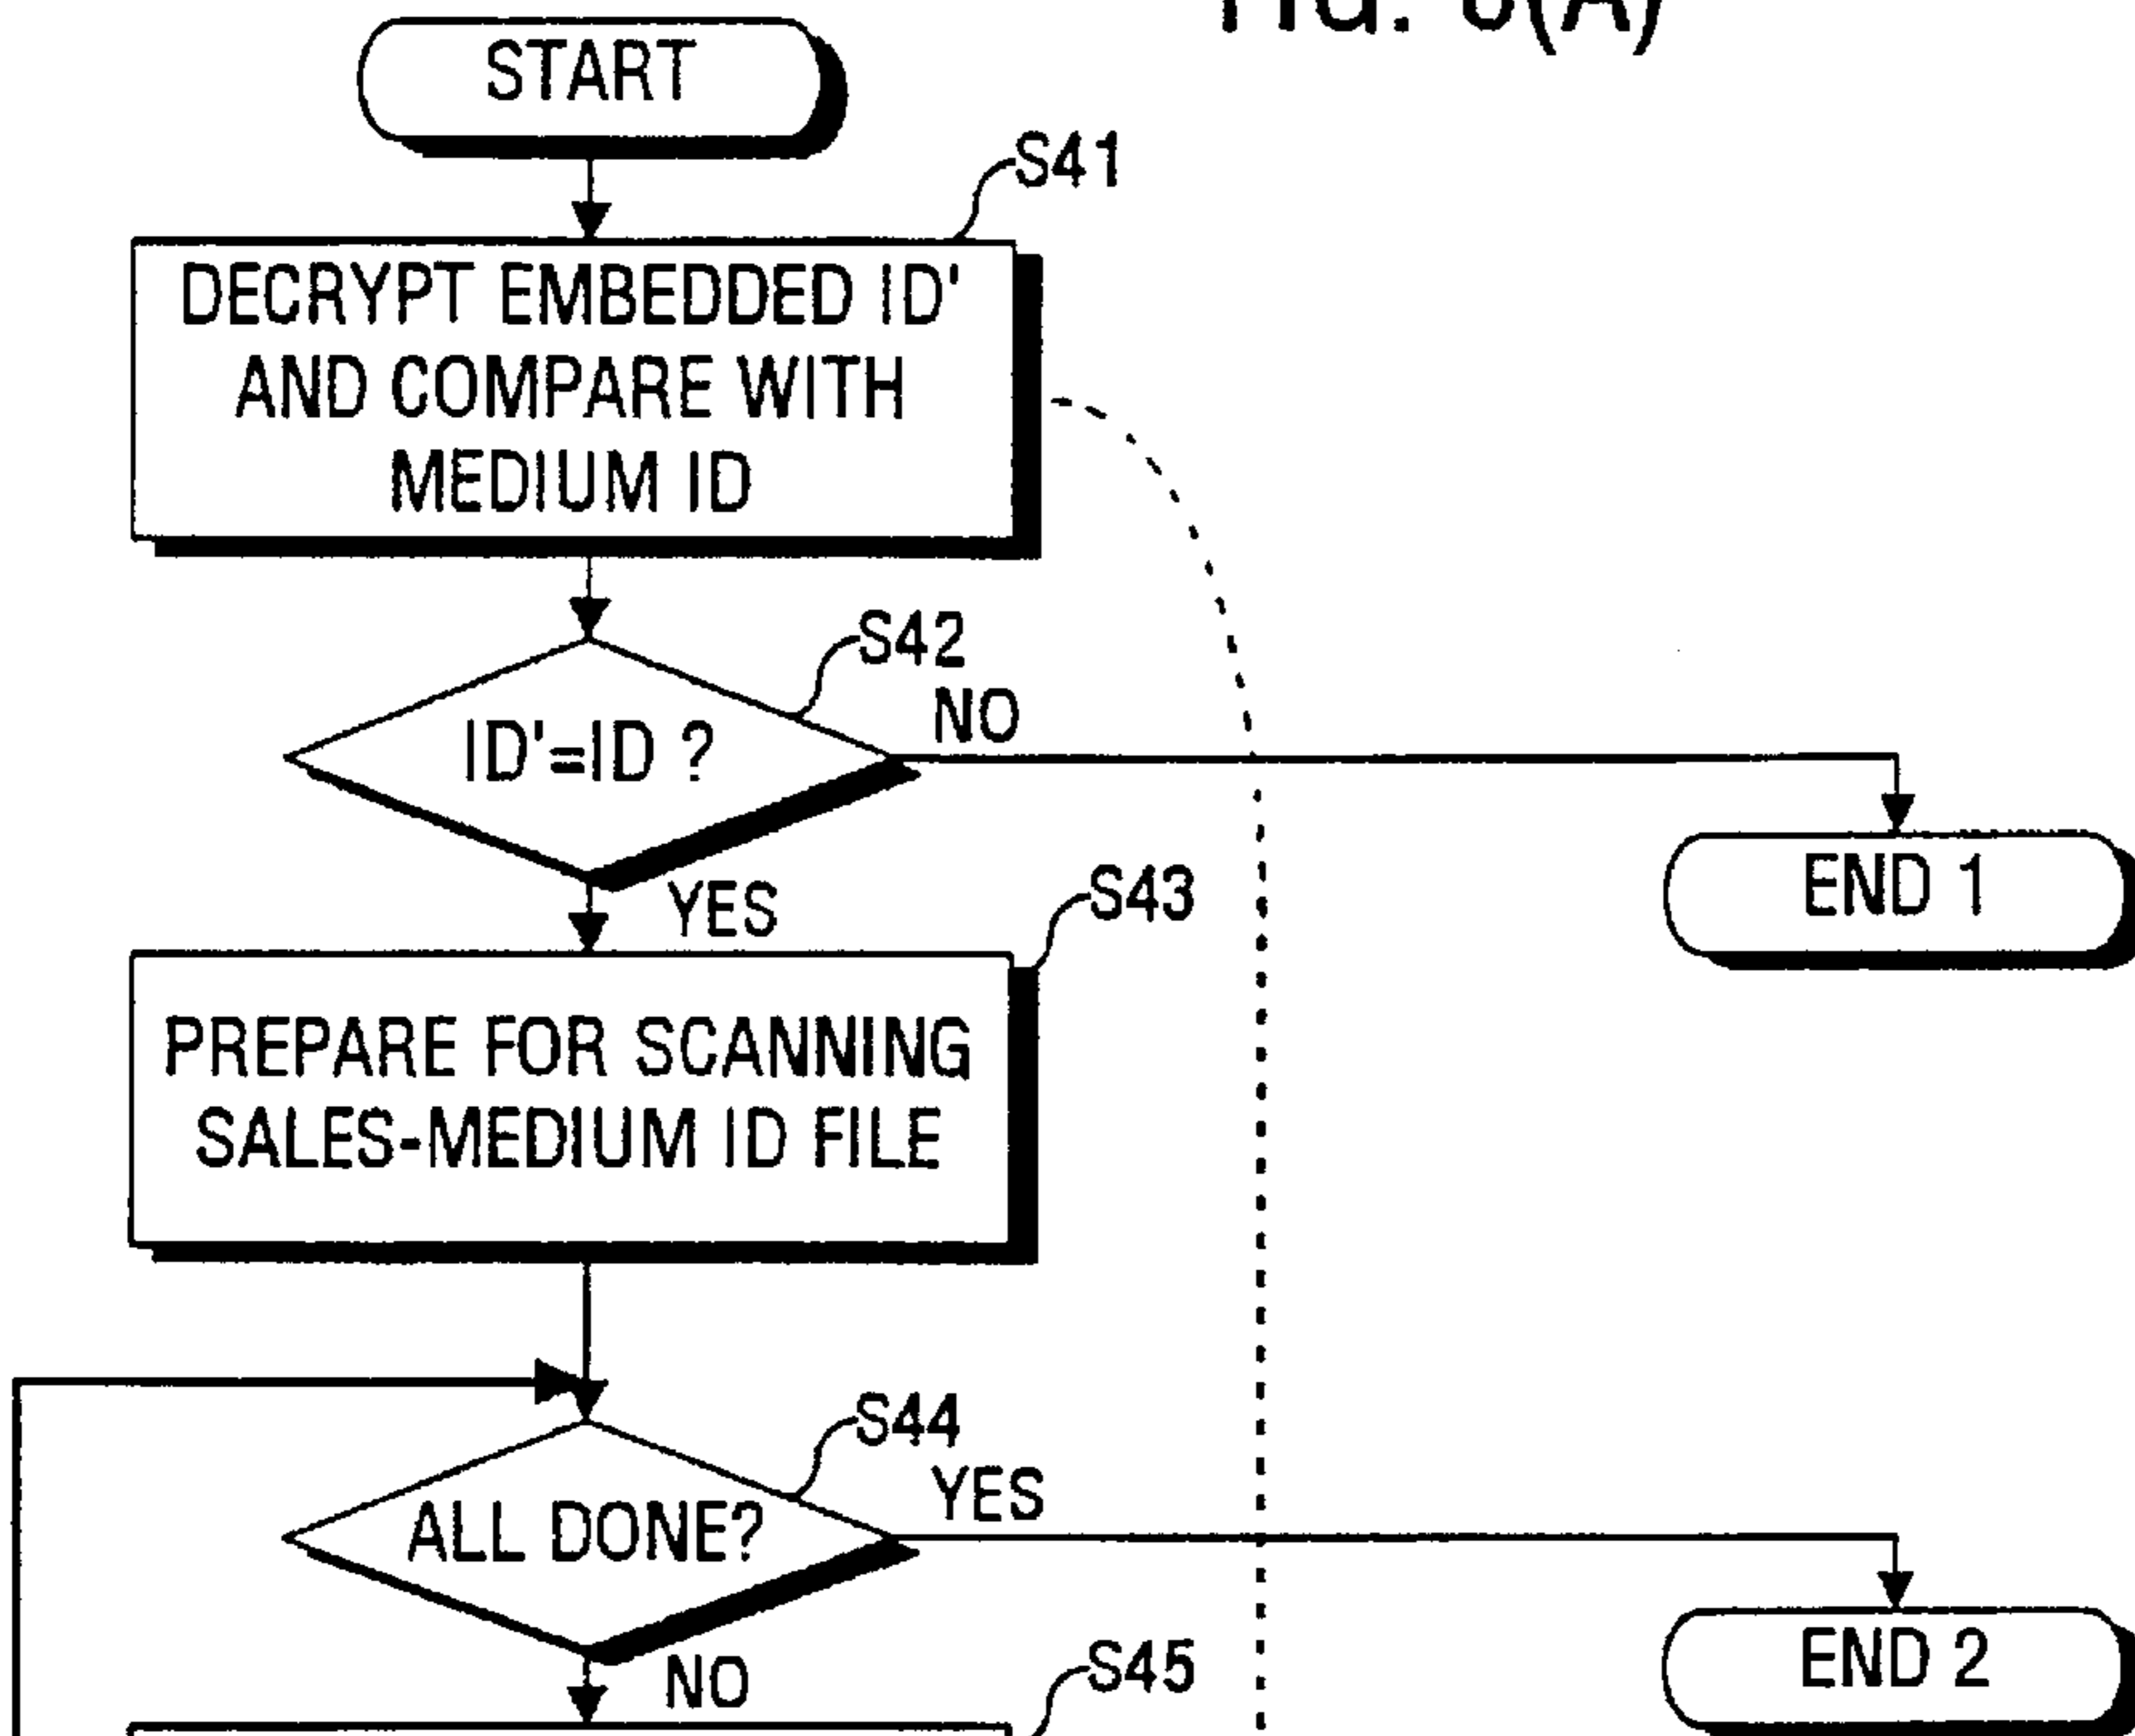 START
S41
DECRYPT EMBEDDED ID'
AND COMPARE WITH
MEDIUM ID
S42
NO
ID'=ID ?
END 1
YES
S43
PREPARE FOR SCANNING
SALES-MEDIUM ID FILE
S44
YES
ALL DONE?
END 2
NO
S45